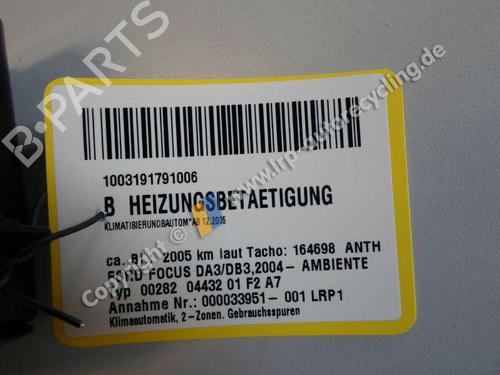 B-PARTS
Copyright © www.lrp-autorecycling.de
1003191791006
B HEIZUNGSBETAETIGUNG
KLIMATISIERUNGSAUTOM* AB 12.2005
ca. BJ. 2005 km laut Tacho: 164698 ANTH
FORD FOCUS DA3/DB3,2004- AMBIENTE
Typ 00282 04432 01 F2 A7
Annahme Nr.: 000033951- 001 LRP1
Klimaautomatik, 2-Zonen. Gebrauchsspuren